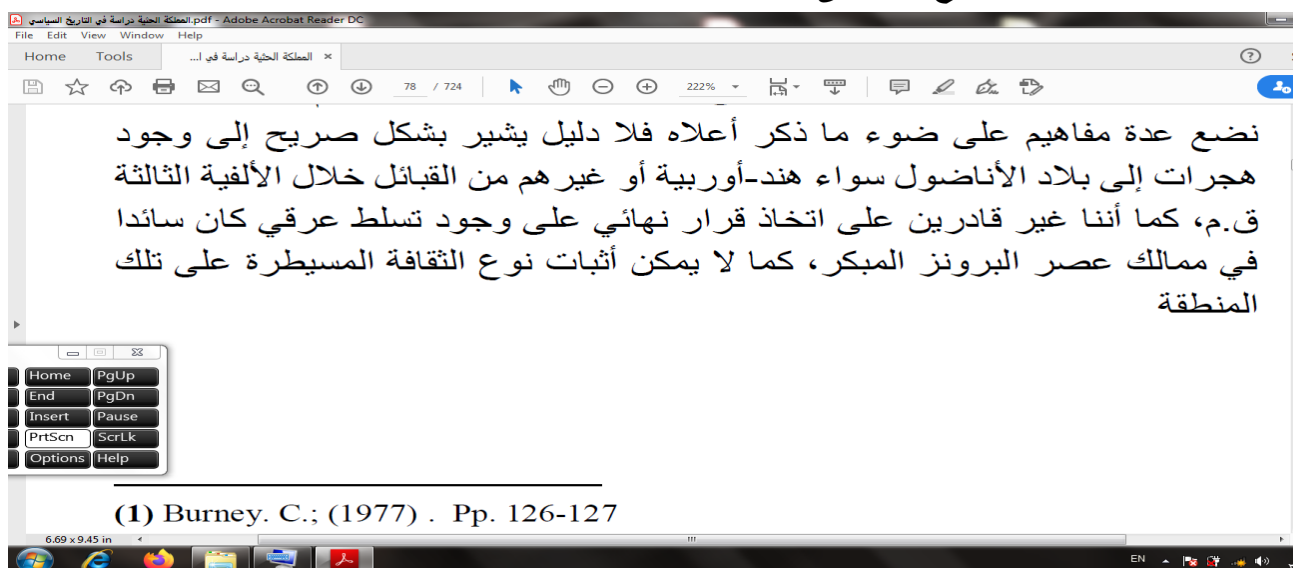 المملكة الحثية دراسة في التاريخ السياسي.pdf - Adobe Acrobat Reader DC
File Edit View Window Help
Home Tools المملكة الحثية دراسة في ا... ×
78 / 724 222%
نضع عدة مفاهيم على ضوء ما ذكر أعلاه فلا دليل يشير بشكل صريح إلى وجود
هجرات إلى بلاد الأناضول سواء هند-أوربية أو غيرهم من القبائل خلال الألفية الثالثة
ق.م، كما أننا غير قادرين على اتخاذ قرار نهائي على وجود تسلط عرقي كان سائدا
في ممالك عصر البرونز المبكر، كما لا يمكن أثبات نوع الثقافة المسيطرة على تلك
المنطقة
Home PgUp
End PgDn
Insert Pause
PrtScn ScrLk
Options Help
(1) Burney. C.; (1977) . Pp. 126-127
6.69 x 9.45 in
EN